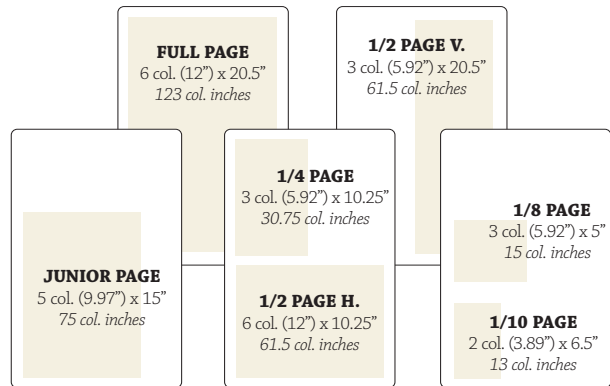 FULL PAGE
6 col. (12”) x 20.5”
123 col. inches
1/2 PAGE V.
3 col. (5.92”) x 20.5”
61.5 col. inches
JUNIOR PAGE
5 col. (9.97”) x 15”
75 col. inches
1/4 PAGE
3 col. (5.92”) x 10.25”
30.75 col. inches
1/2 PAGE H.
6 col. (12”) x 10.25”
61.5 col. inches
1/8 PAGE
3 col. (5.92”) x 5”
15 col. inches
1/10 PAGE
2 col. (3.89”) x 6.5”
13 col. inches